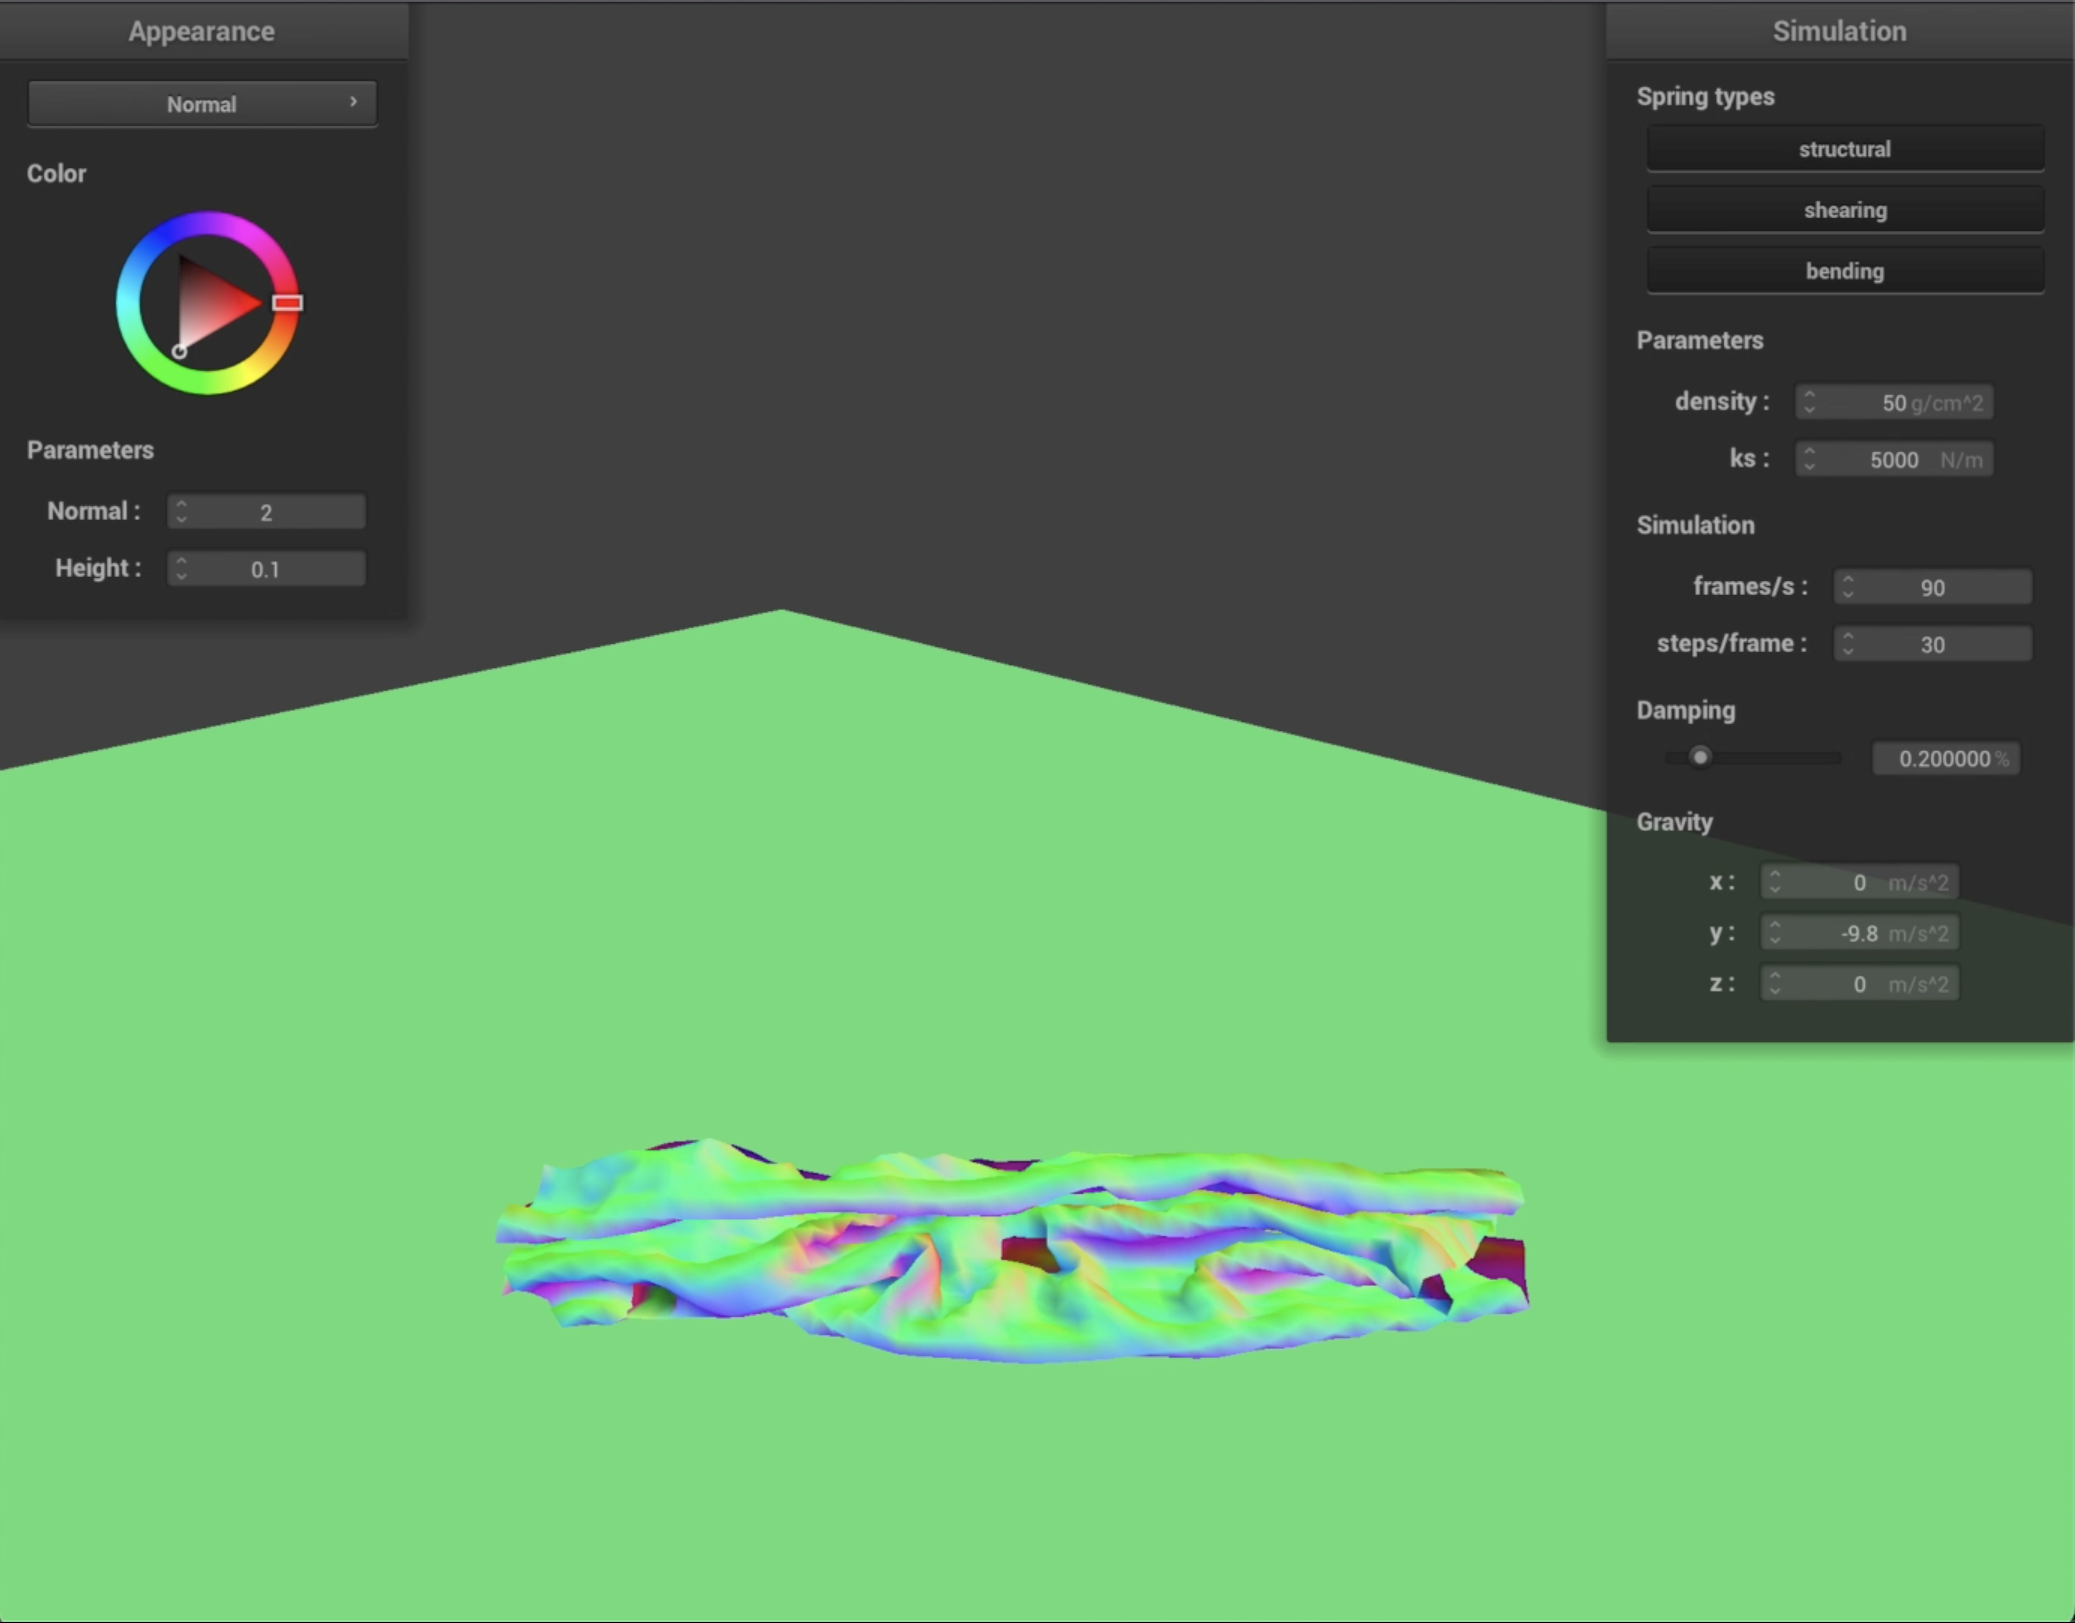 Appearance
Normal
Color
Parameters
Normal : 2
Height : 0.1
Simulation
Spring types
structural
shearing
bending
Parameters
density : 50 g/cm^2
ks : 5000 N/m
Simulation
frames/s : 90
steps/frame : 30
Damping
0.200000 %
Gravity
x : 0 m/s^2
y : -9.8 m/s^2
z : 0 m/s^2